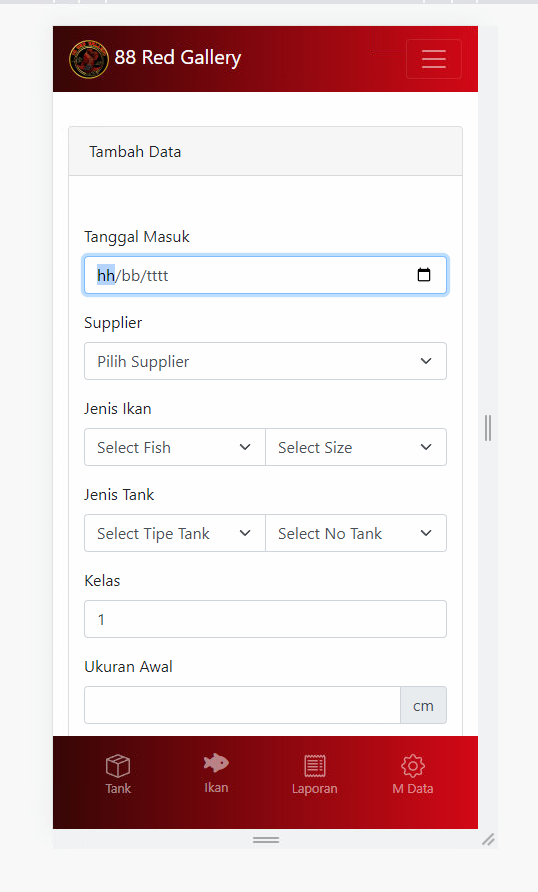 88 Red Gallery
Tambah Data
Tanggal Masuk
hh/bb/tttt
Supplier
Pilih Supplier
Jenis Ikan
Select Fish Select Size
Jenis Tank
Select Tipe Tank Select No Tank
Kelas
1
Ukuran Awal
cm
Tank Ikan Laporan M Data